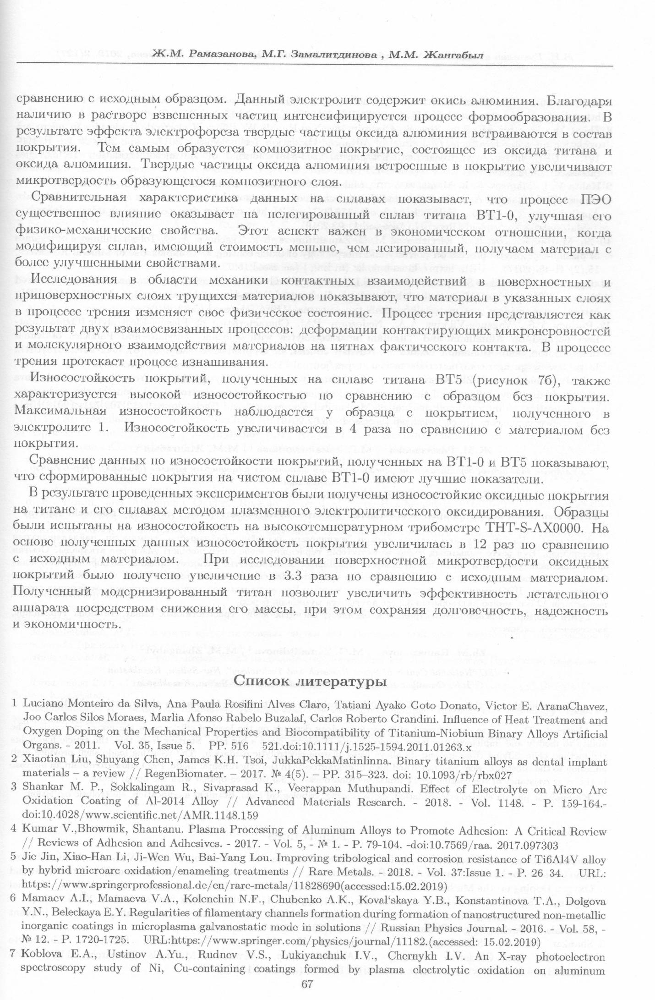 Ж.М. Рамазанова, М.Г. Замалитдинова , М.М. Жангабыл
сравнению с исходным образцом. Данный электролит содержит окись алюминия. Благодаря
наличию в растворе взвешенных частиц интенсифицируется процесс формообразования. В
результате эффекта электрофореза твердые частицы оксида алюминия встраиваются в состав
покрытия. Тем самым образуется композитное покрытие, состоящее из оксида титана и
оксида алюминия. Твердые частицы оксида алюминия встроенные в покрытие увеличивают
микротвердость образующегося композитного слоя.
Сравнительная характеристика данных на сплавах показывает, что процесс ПЭО
существенное влияние оказывает на нелегированный сплав титана ВТ1-0, улучшая его
физико-механические свойства. Этот аспект важен в экономическом отношении, когда
модифицируя сплав, имеющий стоимость меньше, чем легированный, получаем материал с
более улучшенными свойствами.
Исследования в области механики контактных взаимодействий в поверхностных и
приповерхностных слоях трущихся материалов показывают, что материал в указанных слоях
в процессе трения изменяет свое физическое состояние. Процесс трения представляется как
результат двух взаимосвязанных процессов: деформации контактирующих микронеровностей
и молекулярного взаимодействия материалов на пятнах фактического контакта. В процессе
трения протекает процесс изнашивания.
Износостойкость покрытий, полученных на сплаве титана ВТ5 (рисунок 7б), также
характеризуется высокой износостойкостью по сравнению с образцом без покрытия.
Максимальная износостойкость наблюдается у образца с покрытием, полученного в
электролите 1. Износостойкость увеличивается в 4 раза по сравнению с материалом без
покрытия.
Сравнение данных по износостойкости покрытий, полученных на ВТ1-0 и ВТ5 показывают,
что сформированные покрытия на чистом сплаве ВТ1-0 имеют лучшие показатели.
В результате проведенных экспериментов были получены износостойкие оксидные покрытия
на титане и его сплавах методом плазменного электролитического оксидирования. Образцы
были испытаны на износостойкость на высокотемпературном трибометре THT-S-AX0000. На
основе полученных данных износостойкость покрытия увеличилась в 12 раз по сравнению
с исходным материалом. При исследовании поверхностной микротвердости оксидных
покрытий было получено увеличение в 3.3 раза по сравнению с исходным материалом.
Полученный модернизированный титан позволит увеличить эффективность летательного
аппарата посредством снижения его массы, при этом сохраняя долговечность, надежность
и экономичность.
Список литературы
1 Luciano Monteiro da Silva, Ana Paula Rosifini Alves Claro, Tatiani Ayako Goto Donato, Victor E. AranaChavez,
Joo Carlos Silos Moraes, Marlia Afonso Rabelo Buzalaf, Carlos Roberto Grandini. Influence of Heat Treatment and
Oxygen Doping on the Mechanical Properties and Biocompatibility of Titanium-Niobium Binary Alloys Artificial
Organs. - 2011. Vol. 35, Issue 5. PP. 516 521.doi:10.1111/j.1525-1594.2011.01263.x
2 Xiaotian Liu, Shuyang Chen, James K.H. Tsoi, JukkaPekkaMatinlinna. Binary titanium alloys as dental implant
materials – a review // RegenBiomater. – 2017. № 4(5). – PP. 315–323. doi: 10.1093/rb/rbx027
3 Shankar M. P., Sokkalingam R., Sivaprasad K., Veerappan Muthupandi. Effect of Electrolyte on Micro Arc
Oxidation Coating of Al-2014 Alloy // Advanced Materials Research. - 2018. - Vol. 1148. - P. 159-164.-
doi:10.4028/www.scientific.net/AMR.1148.159
4 Kumar V.,Bhowmik, Shantanu. Plasma Processing of Aluminum Alloys to Promote Adhesion: A Critical Review
// Reviews of Adhesion and Adhesives. - 2017. - Vol. 5, - № 1. - P. 79-104. -doi:10.7569/raa. 2017.097303
5 Jie Jin, Xiao-Han Li, Ji-Wen Wu, Bai-Yang Lou. Improving tribological and corrosion resistance of Ti6Al4V alloy
by hybrid microarc oxidation/enameling treatments // Rare Metals. - 2018. - Vol. 37:Issue 1. - P. 26 34. URL:
https://www.springerprofessional.de/en/rare-metals/11828690(accessed:15.02.2019)
6 Mamaev A.I., Mamaeva V.A., Kolenchin N.F., Chubenko A.K., Koval‘skaya Y.B., Konstantinova T.A., Dolgova
Y.N., Beleckaya E.Y. Regularities of filamentary channels formation during formation of nanostructured non-metallic
inorganic coatings in microplasma galvanostatic mode in solutions // Russian Physics Journal. - 2016. - Vol. 58, -
№ 12. - P. 1720-1725. URL:https://www.springer.com/physics/journal/11182.(accessed: 15.02.2019)
7 Koblova E.A., Ustinov A.Yu., Rudnev V.S., Lukiyanchuk I.V., Chernykh I.V. An X-ray photoelectron
spectroscopy study of Ni, Cu-containing coatings formed by plasma electrolytic oxidation on aluminum
67